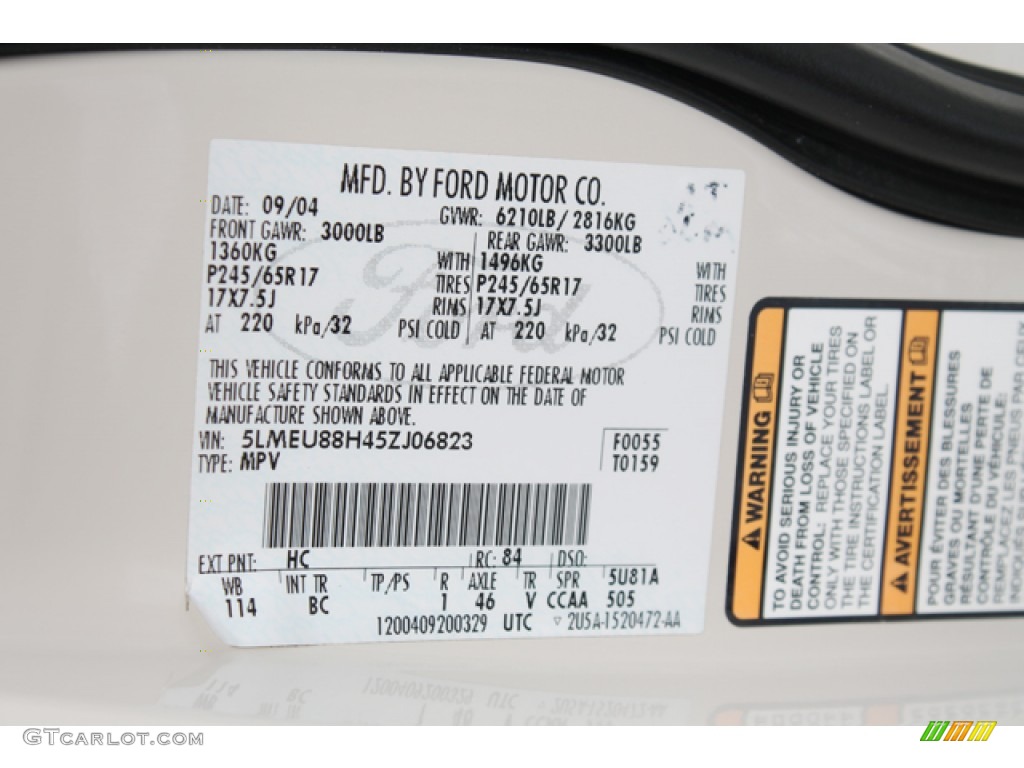 MFD. BY FORD MOTOR CO.
DATE: 09/04 GVWR: 6210LB/ 2816KG
FRONT GAWR: 3000LB REAR GAWR: 3300LB
1360KG WITH 1496KG WITH
P245/65R17 TIRES P245/65R17 TIRES
17X7.5J RIMS 17X7.5J RIMS
AT 220 kPa/32 PSI COLD AT 220 kPa/32 PSI COLD
Ford
THIS VEHICLE CONFORMS TO ALL APPLICABLE FEDERAL MOTOR
VEHICLE SAFETY STANDARDS IN EFFECT ON THE DATE OF
MANUFACTURE SHOWN ABOVE.
VIN: 5LMEU88H45ZJ06823 F0055
TYPE: MPV T0159
EXT PNT: HC RC: 84 DSO:
WB INT TR TP/PS R AXLE TR SPR 5U81A
114 BC 1 46 V CCAA 505
1200409200329 UTC ▽ 2U5A-1520472-AA
WARNING
TO AVOID SERIOUS INJURY OR
DEATH FROM LOSS OF VEHICLE
CONTROL: REPLACE YOUR TIRES
ONLY WITH THOSE SPECIFIED ON
THE TIRE INSTRUCTIONS LABEL OR
THE CERTIFICATION LABEL.
AVERTISSEMENT
POUR ÉVITER DES BLESSURES
GRAVES OU MORTELLES
RÉSULTANT D'UNE PERTE DE
CONTRÔLE DU VÉHICULE:
REMPLACEZ LES PNEUS PAR CEUX
GTCarLot.com